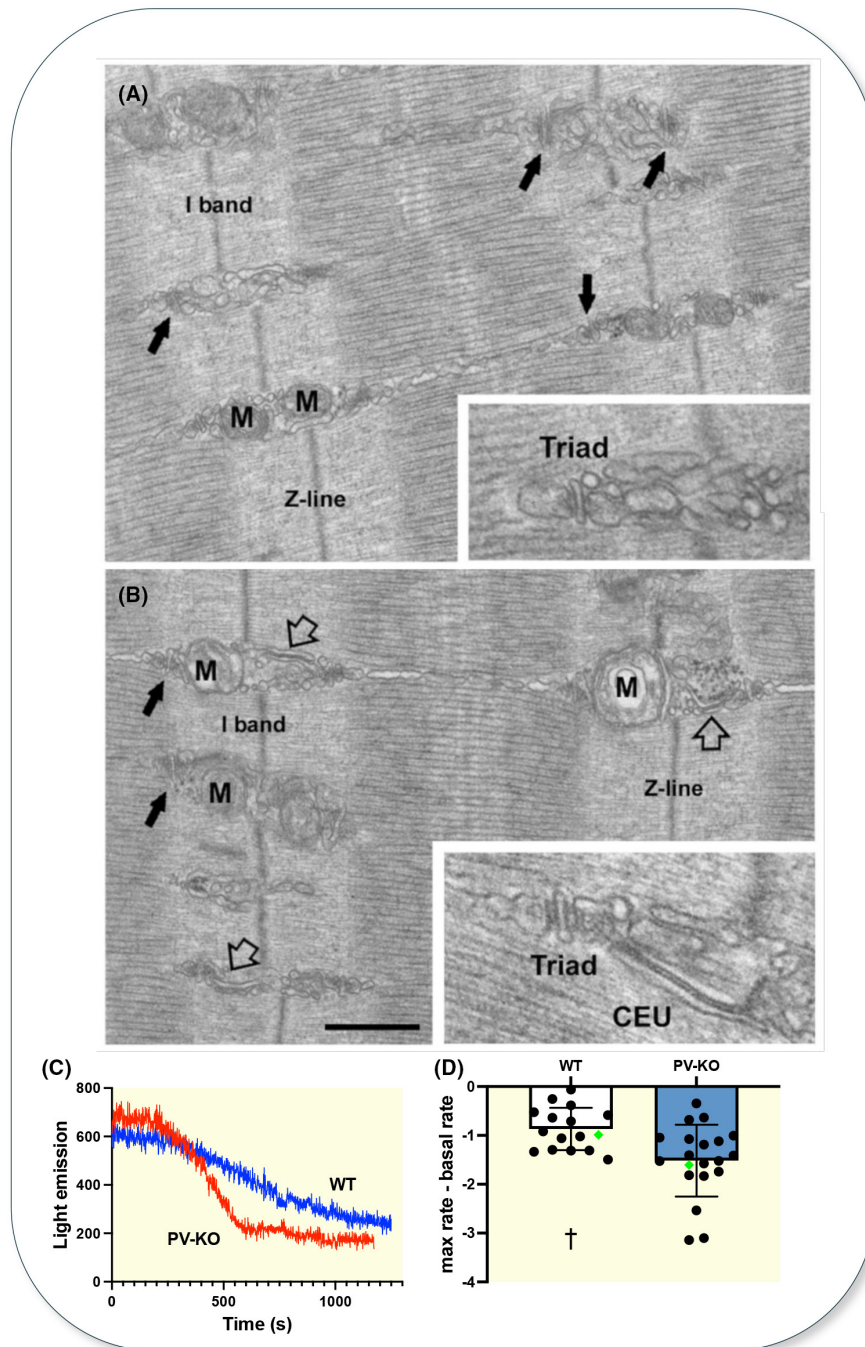 (A)
I band
M
M
Z-line
Triad
(B)
M
M
I band
M
Z-line
Triad
CEU
(C)
800
600
400
200
0
Light emission
WT
PV-KO
0
500
1000
Time (s)
(D)
WT
PV-KO
0
-1
-2
-3
-4
max rate - basal rate
†